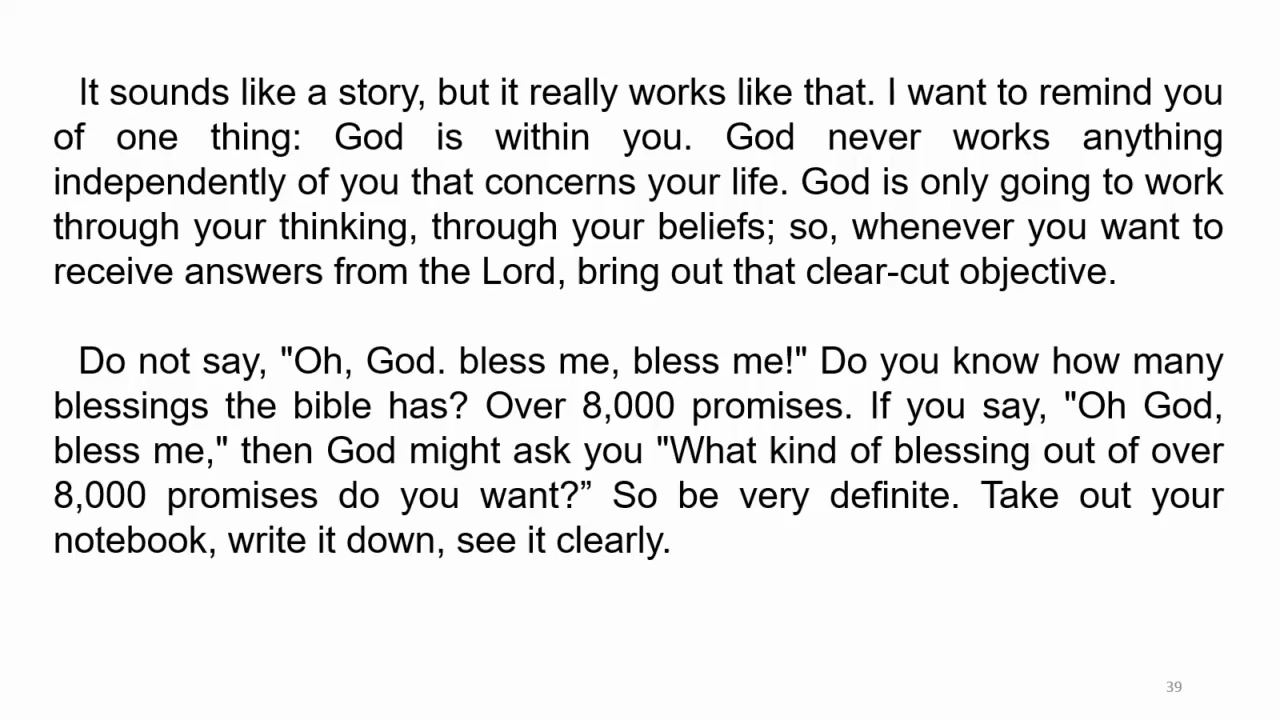 It sounds like a story, but it really works like that. I want to remind you
of one thing: God is within you. God never works anything
independently of you that concerns your life. God is only going to work
through your thinking, through your beliefs; so, whenever you want to
receive answers from the Lord, bring out that clear-cut objective.
Do not say, "Oh, God. bless me, bless me!" Do you know how many
blessings the bible has? Over 8,000 promises. If you say, "Oh God,
bless me," then God might ask you "What kind of blessing out of over
8,000 promises do you want?” So be very definite. Take out your
notebook, write it down, see it clearly.
39